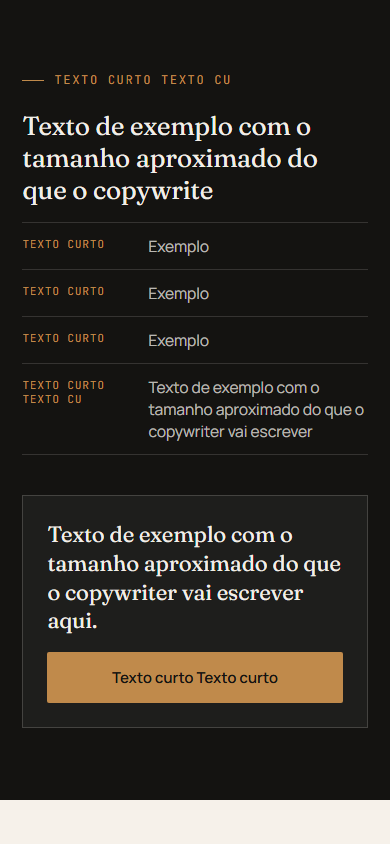 TEXTO CURTO TEXTO CU
Texto de exemplo com o
tamanho aproximado do
que o copywrite
TEXTO CURTO
Exemplo
TEXTO CURTO
Exemplo
TEXTO CURTO
Exemplo
TEXTO CURTO
TEXTO CU
Texto de exemplo com o
tamanho aproximado do que o
copywriter vai escrever
Texto de exemplo com o
tamanho aproximado do que
o copywriter vai escrever
aqui.
Texto curto Texto curto